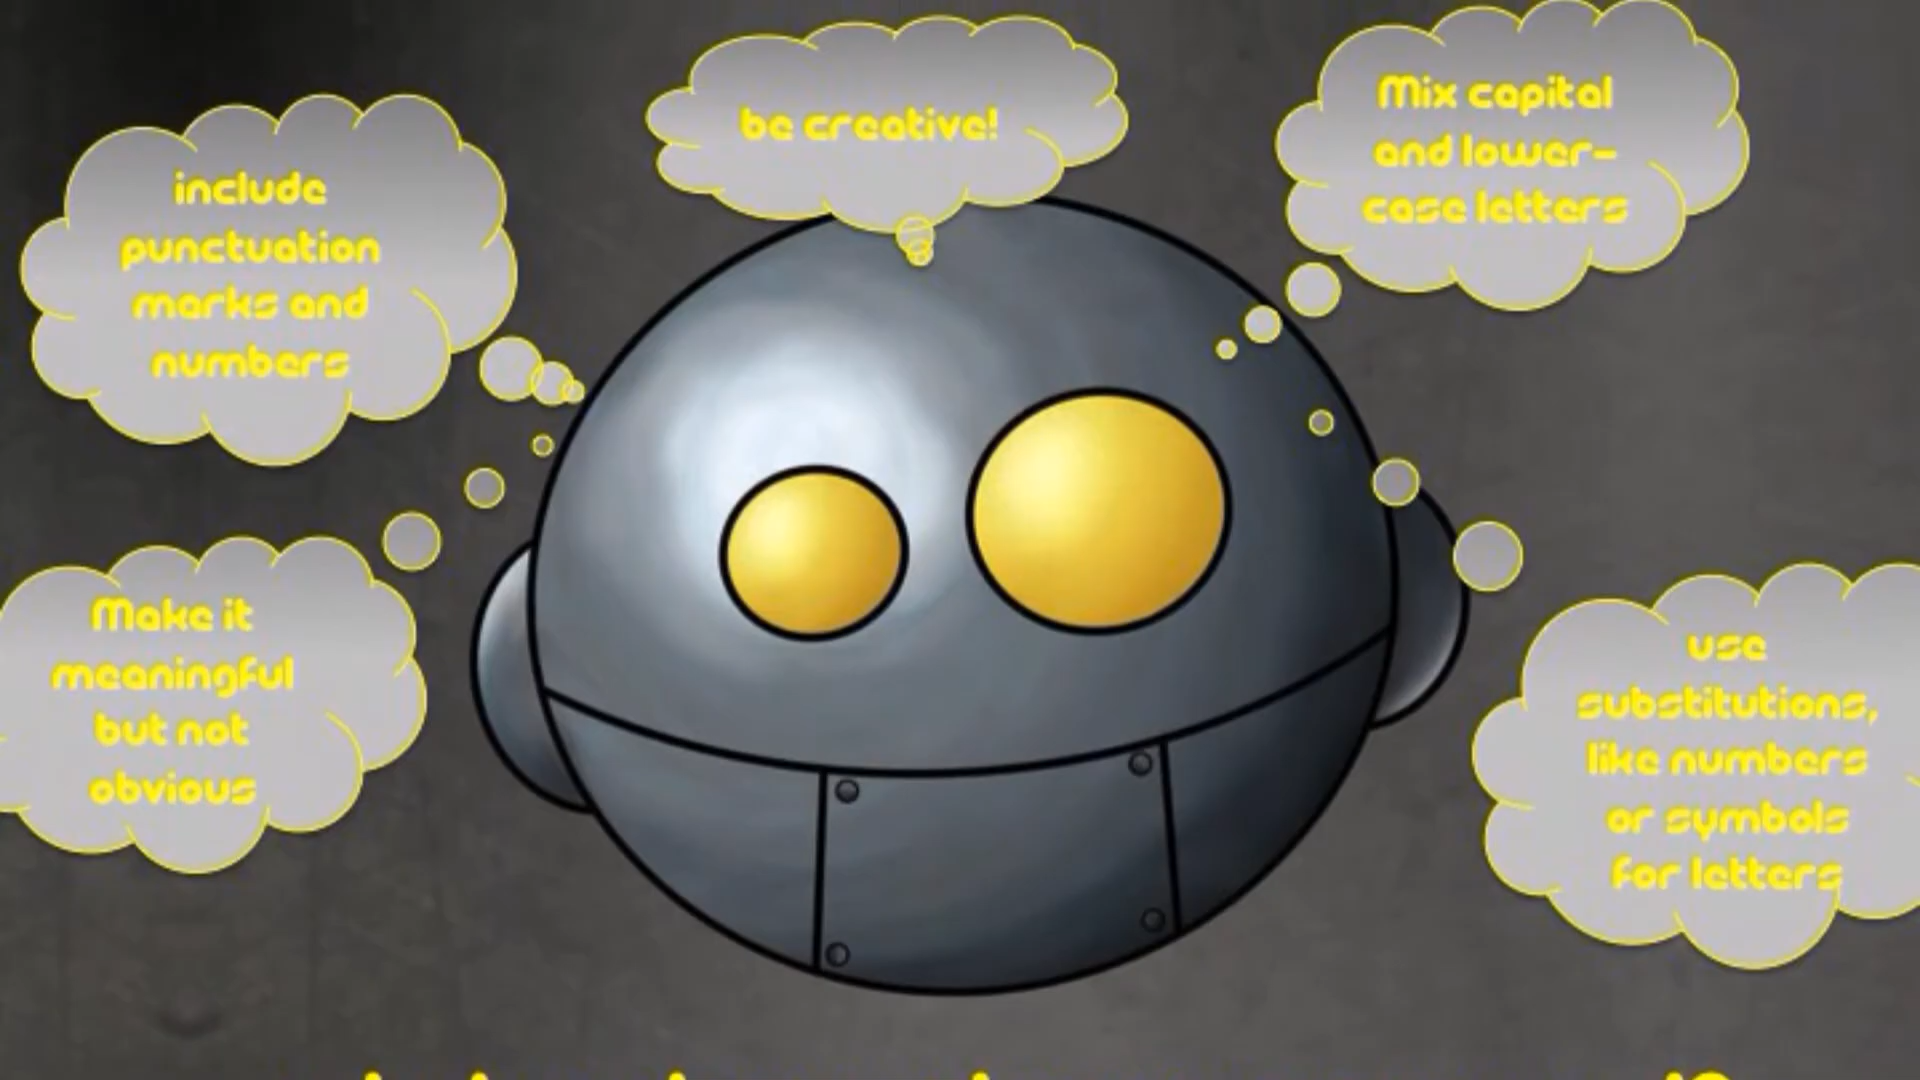 be creative!
Mix capital
and lower-
case letters
include
punctuation
marks and
numbers
Make it
meaningful
but not
obvious
use
substitutions,
like numbers
or symbols
for letters